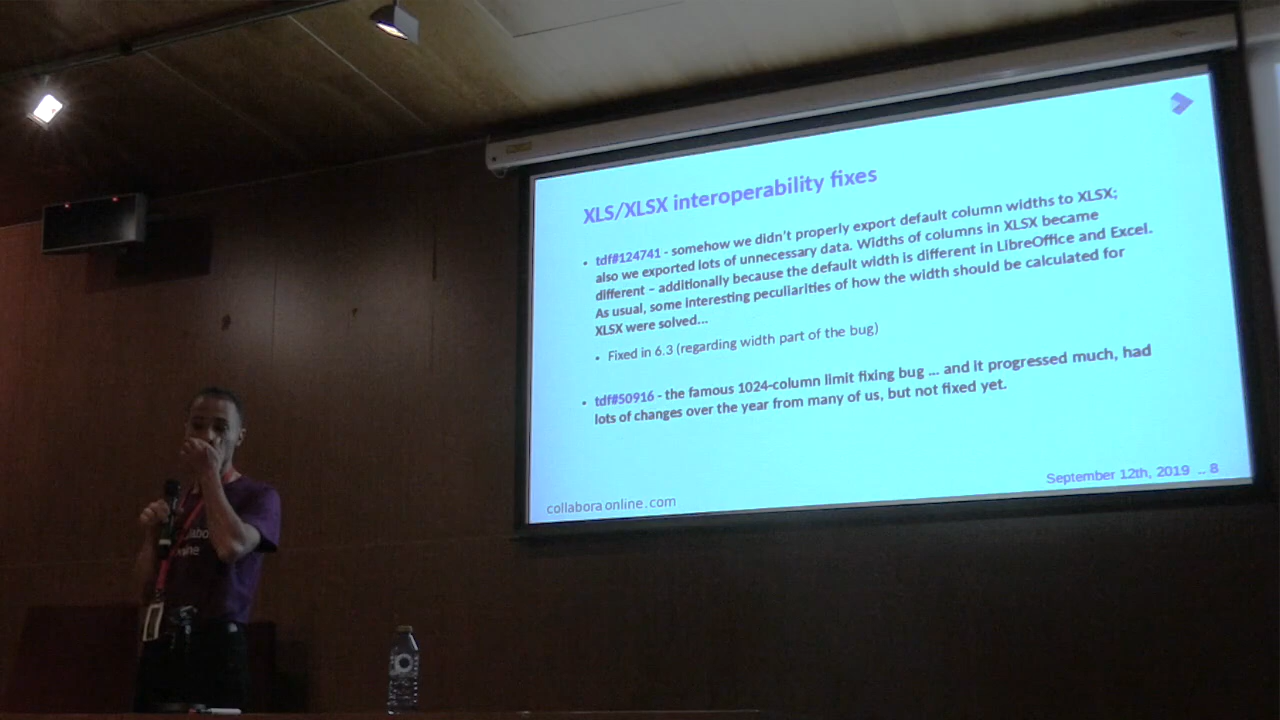 XLS/XLSX interoperability fixes
• tdf#124741 - somehow we didn't properly export default column widths to XLSX;
also we exported lots of unnecessary data. Widths of columns in XLSX became
different – additionally because the default width is different in LibreOffice and Excel.
As usual, some interesting peculiarities of how the width should be calculated for
XLSX were solved...
• Fixed in 6.3 (regarding width part of the bug)
• tdf#50916 - the famous 1024-column limit fixing bug ... and it progressed much, had
lots of changes over the year from many of us, but not fixed yet.
collabora online.com
September 12th, 2019 .. 8